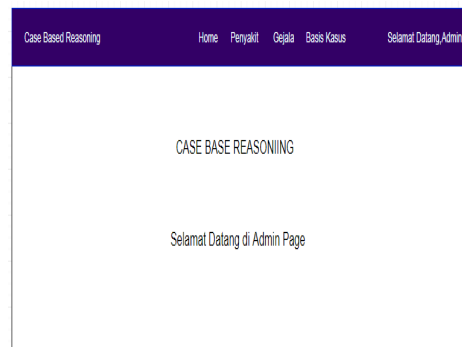 Case Based Reasoning Home Penyakit Gejala Basis Kasus Selamat Datang,Admin
CASE BASE REASONIING
Selamat Datang di Admin Page